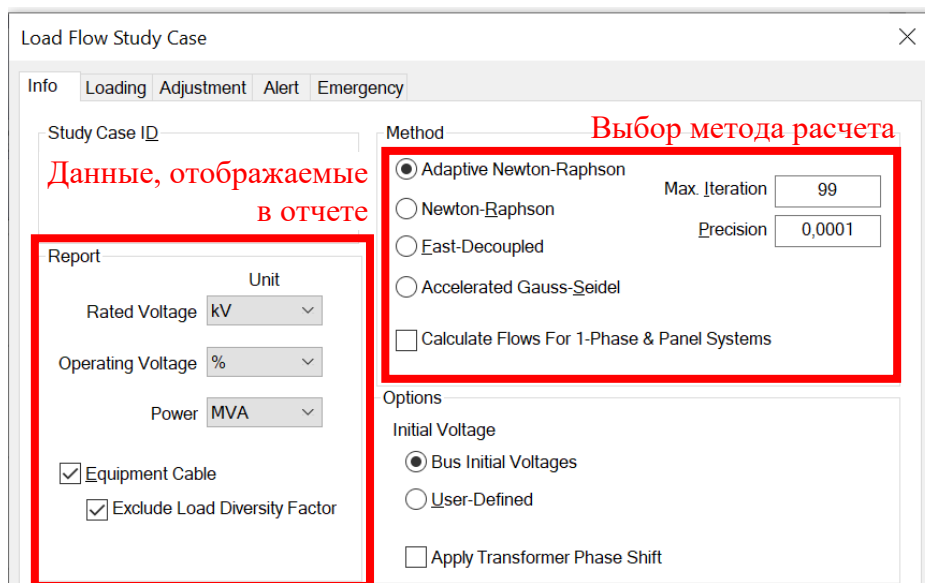 Load Flow Study Case
Info Loading Adjustment Alert Emergency
Study Case ID
Данные, отображаемые
в отчете
Report
Unit
Rated Voltage kV
Operating Voltage %
Power MVA
Equipment Cable
Exclude Load Diversity Factor
Method
Выбор метода расчета
Adaptive Newton-Raphson
Max. Iteration 99
Newton-Raphson
Precision 0,0001
Fast-Decoupled
Accelerated Gauss-Seidel
Calculate Flows For 1-Phase & Panel Systems
Options
Initial Voltage
Bus Initial Voltages
User-Defined
Apply Transformer Phase Shift